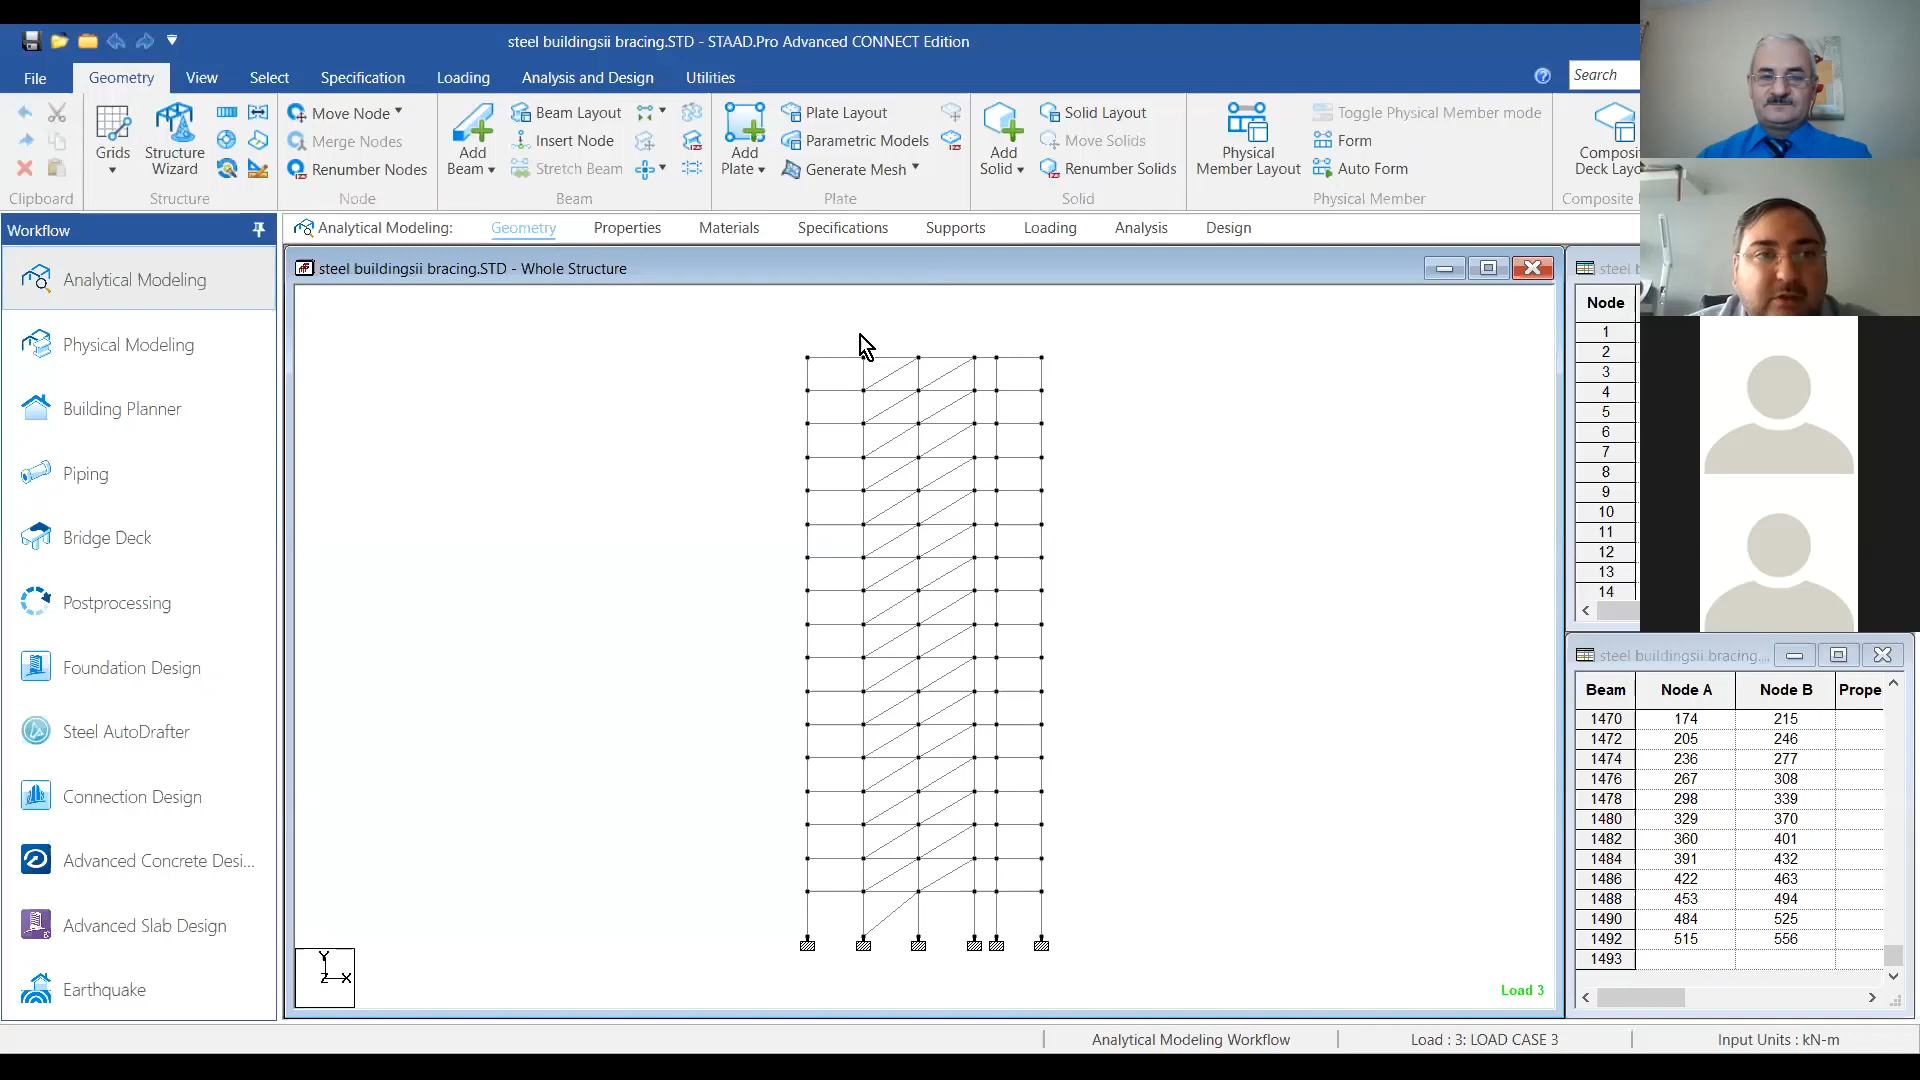 steel buildingsii bracing.STD - STAAD.Pro Advanced CONNECT Edition
File Geometry View Select Specification Loading Analysis and Design Utilities
Search
Grids
Structure Wizard
Move Node
Merge Nodes
Renumber Nodes
Add Beam
Beam Layout
Insert Node
Stretch Beam
Add Plate
Plate Layout
Parametric Models
Generate Mesh
Add Solid
Solid Layout
Move Solids
Renumber Solids
Physical Member Layout
Toggle Physical Member mode
Form
Auto Form
Composit
Deck Layo
Clipboard Structure Node Beam Plate Solid Physical Member Composite
Workflow
Analytical Modeling: Geometry Properties Materials Specifications Supports Loading Analysis Design
Analytical Modeling
Physical Modeling
Building Planner
Piping
Bridge Deck
Postprocessing
Foundation Design
Steel AutoDrafter
Connection Design
Advanced Concrete Desi...
Advanced Slab Design
Earthquake
steel buildingsii bracing.STD - Whole Structure
Y
Z X
Load 3
steel b
Node
1
2
3
4
5
6
7
8
9
10
11
12
13
14
steel buildingsii bracing....
Beam Node A Node B Prope
1470 174 215
1472 205 246
1474 236 277
1476 267 308
1478 298 339
1480 329 370
1482 360 401
1484 391 432
1486 422 463
1488 453 494
1490 484 525
1492 515 556
1493
Analytical Modeling Workflow Load : 3: LOAD CASE 3 Input Units : kN-m